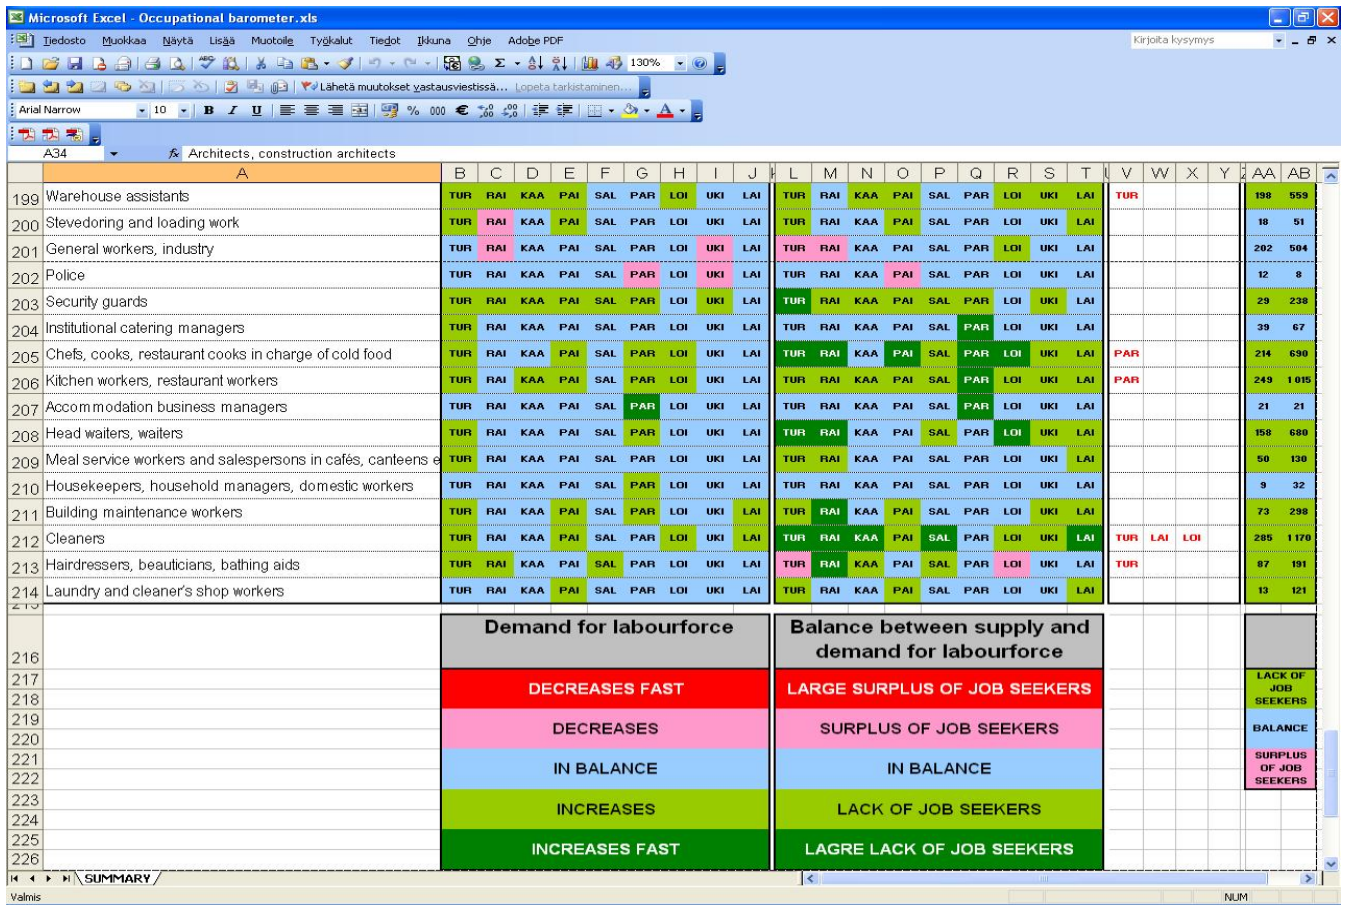 Microsoft Excel - Occupational barometer.xls
Tiedosto Muokkaa Näytä Lisää Muotoile Työkalut Tiedot Ikkuna Ohje Adobe PDF Kirjoita kysymys
130%
Lähetä muutokset vastausviestissä... Lopeta tarkistaminen...
Arial Narrow 10 B I U % 000 €
A34 fx Architects, construction architects
A B C D E F G H I J L M N O P Q R S T V W X Y AA AB
199 Warehouse assistants TUR RAI KAA PAI SAL PAR LOI UKI LAI TUR RAI KAA PAI SAL PAR LOI UKI LAI TUR 198 559
200 Stevedoring and loading work TUR RAI KAA PAI SAL PAR LOI UKI LAI TUR RAI KAA PAI SAL PAR LOI UKI LAI 18 51
201 General workers, industry TUR RAI KAA PAI SAL PAR LOI UKI LAI TUR RAI KAA PAI SAL PAR LOI UKI LAI 202 504
202 Police TUR RAI KAA PAI SAL PAR LOI UKI LAI TUR RAI KAA PAI SAL PAR LOI UKI LAI 12 8
203 Security guards TUR RAI KAA PAI SAL PAR LOI UKI LAI TUR RAI KAA PAI SAL PAR LOI UKI LAI 29 238
204 Institutional catering managers TUR RAI KAA PAI SAL PAR LOI UKI LAI TUR RAI KAA PAI SAL PAR LOI UKI LAI 39 67
205 Chefs, cooks, restaurant cooks in charge of cold food TUR RAI KAA PAI SAL PAR LOI UKI LAI TUR RAI KAA PAI SAL PAR LOI UKI LAI PAR 214 690
206 Kitchen workers, restaurant workers TUR RAI KAA PAI SAL PAR LOI UKI LAI TUR RAI KAA PAI SAL PAR LOI UKI LAI PAR 249 1 015
207 Accommodation business managers TUR RAI KAA PAI SAL PAR LOI UKI LAI TUR RAI KAA PAI SAL PAR LOI UKI LAI 21 21
208 Head waiters, waiters TUR RAI KAA PAI SAL PAR LOI UKI LAI TUR RAI KAA PAI SAL PAR LOI UKI LAI 158 680
209 Meal service workers and salespersons in cafés, canteens e TUR RAI KAA PAI SAL PAR LOI UKI LAI TUR RAI KAA PAI SAL PAR LOI UKI LAI 50 130
210 Housekeepers, household managers, domestic workers TUR RAI KAA PAI SAL PAR LOI UKI LAI TUR RAI KAA PAI SAL PAR LOI UKI LAI 9 32
211 Building maintenance workers TUR RAI KAA PAI SAL PAR LOI UKI LAI TUR RAI KAA PAI SAL PAR LOI UKI LAI 73 298
212 Cleaners TUR RAI KAA PAI SAL PAR LOI UKI LAI TUR RAI KAA PAI SAL PAR LOI UKI LAI TUR LAI LOI 285 1 170
213 Hairdressers, beauticians, bathing aids TUR RAI KAA PAI SAL PAR LOI UKI LAI TUR RAI KAA PAI SAL PAR LOI UKI LAI TUR 87 191
214 Laundry and cleaner's shop workers TUR RAI KAA PAI SAL PAR LOI UKI LAI TUR RAI KAA PAI SAL PAR LOI UKI LAI 13 121
Demand for labourforce Balance between supply and
216 demand for labourforce
217 LACK OF
DECREASES FAST LARGE SURPLUS OF JOB SEEKERS JOB
218 SEEKERS
219
DECREASES SURPLUS OF JOB SEEKERS BALANCE
220
221 SURPLUS
IN BALANCE IN BALANCE OF JOB
222 SEEKERS
223
INCREASES LACK OF JOB SEEKERS
224
225
INCREASES FAST LAGRE LACK OF JOB SEEKERS
226
SUMMARY
Valmis NUM